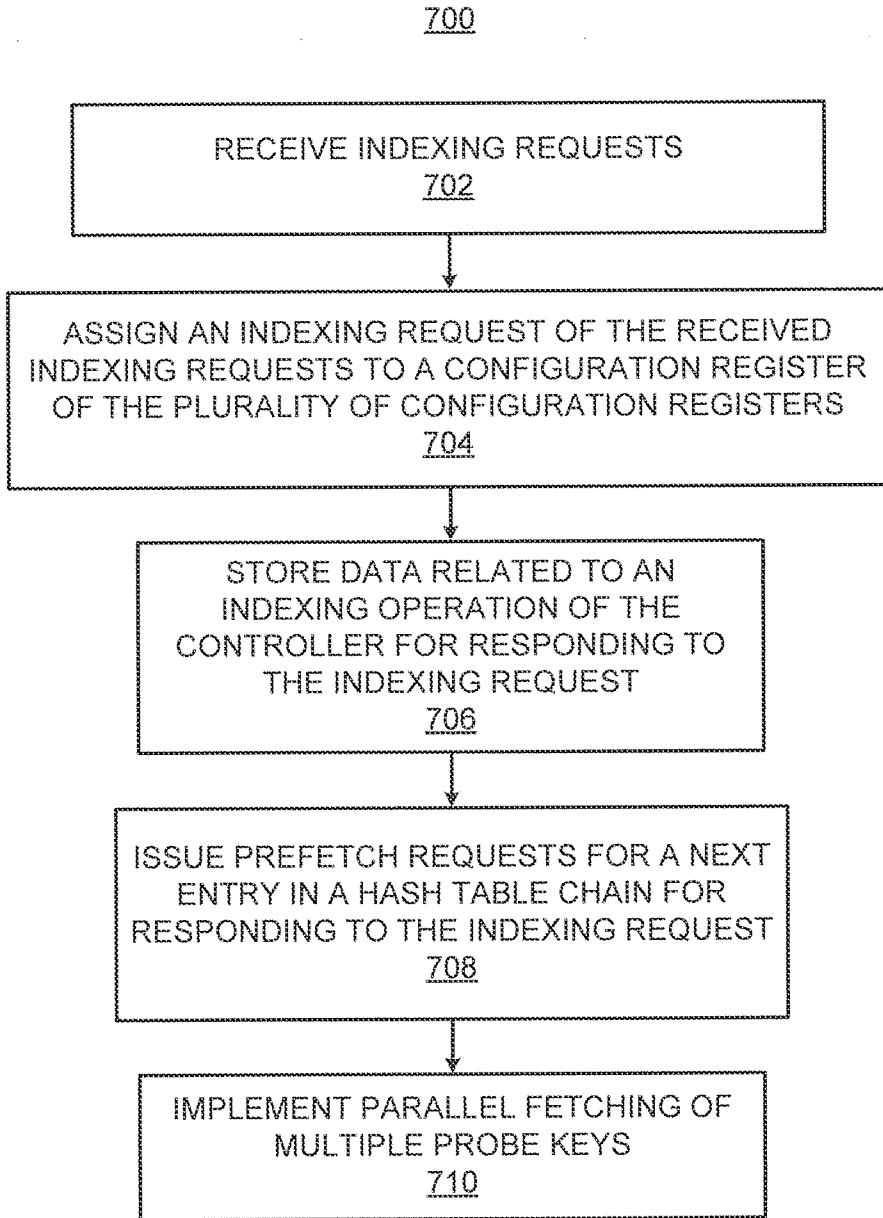 700
RECEIVE INDEXING REQUESTS
702
ASSIGN AN INDEXING REQUEST OF THE RECEIVED
INDEXING REQUESTS TO A CONFIGURATION REGISTER
OF THE PLURALITY OF CONFIGURATION REGISTERS
704
STORE DATA RELATED TO AN
INDEXING OPERATION OF THE
CONTROLLER FOR RESPONDING TO
THE INDEXING REQUEST
706
ISSUE PREFETCH REQUESTS FOR A NEXT
ENTRY IN A HASH TABLE CHAIN FOR
RESPONDING TO THE INDEXING REQUEST
708
IMPLEMENT PARALLEL FETCHING OF
MULTIPLE PROBE KEYS
710